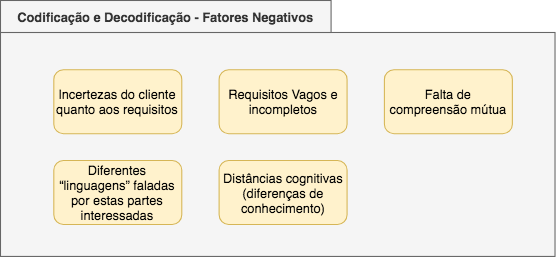 Codificação e Decodificação - Fatores Negativos
Incertezas do cliente
quanto aos requisitos
Requisitos Vagos e
incompletos
Falta de
compreensão mútua
Diferentes
“linguagens” faladas
por estas partes
interessadas
Distâncias cognitivas
(diferenças de
conhecimento)